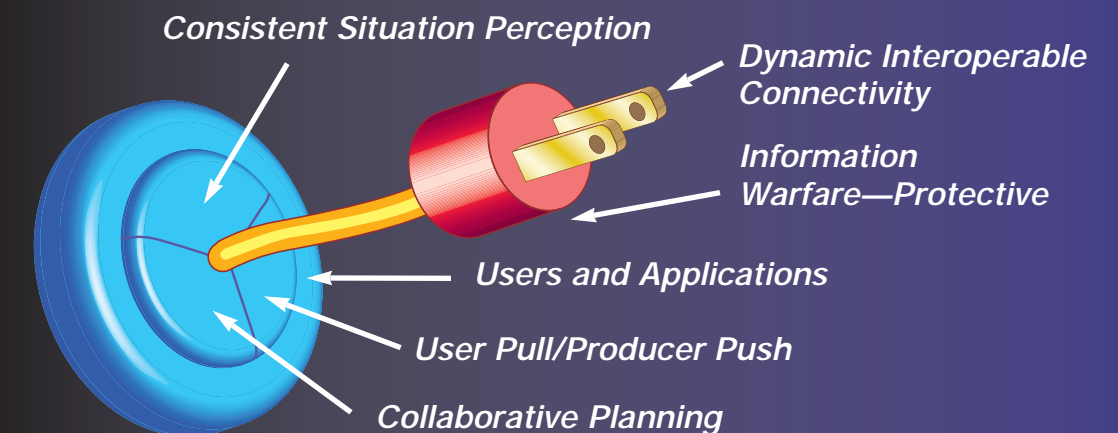 Consistent Situation Perception
Dynamic Interoperable
Connectivity
Information
Warfare—Protective
Users and Applications
User Pull/Producer Push
Collaborative Planning